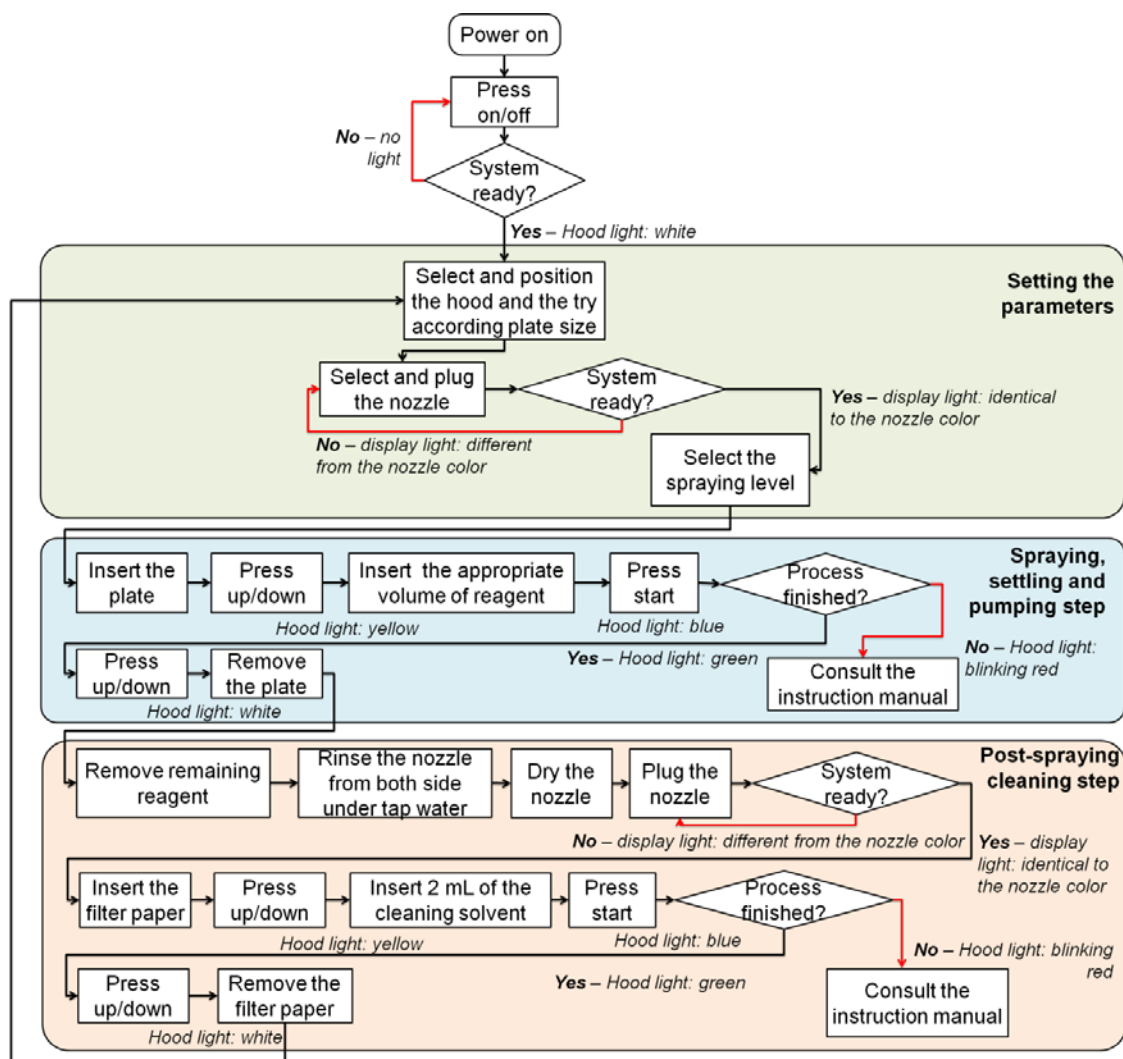 Power on
Press
on/off
No – no
light
System
ready?
Yes – Hood light: white
Select and position
the hood and the try
according plate size
Setting the
parameters
Select and plug
the nozzle
System
ready?
Yes – display light: identical
to the nozzle color
No – display light: different
from the nozzle color
Select the
spraying level
Insert the
plate
Press
up/down
Insert the appropriate
volume of reagent
Press
start
Process
finished?
Spraying,
settling and
pumping step
Hood light: yellow
Hood light: blue
Yes – Hood light: green
No – Hood light:
blinking red
Press
up/down
Remove
the plate
Consult the
instruction manual
Hood light: white
Remove remaining
reagent
Rinse the nozzle
from both side
under tap water
Dry the
nozzle
Plug the
nozzle
System
ready?
Post-spraying
cleaning step
No – display light: different from the nozzle color
Yes – display
light: identical to
the nozzle color
Insert the
filter paper
Press
up/down
Insert 2 mL of the
cleaning solvent
Press
start
Process
finished?
Hood light: yellow
Hood light: blue
No – Hood light: blinking
red
Yes – Hood light: green
Press
up/down
Remove the
filter paper
Consult the
instruction manual
Hood light: white